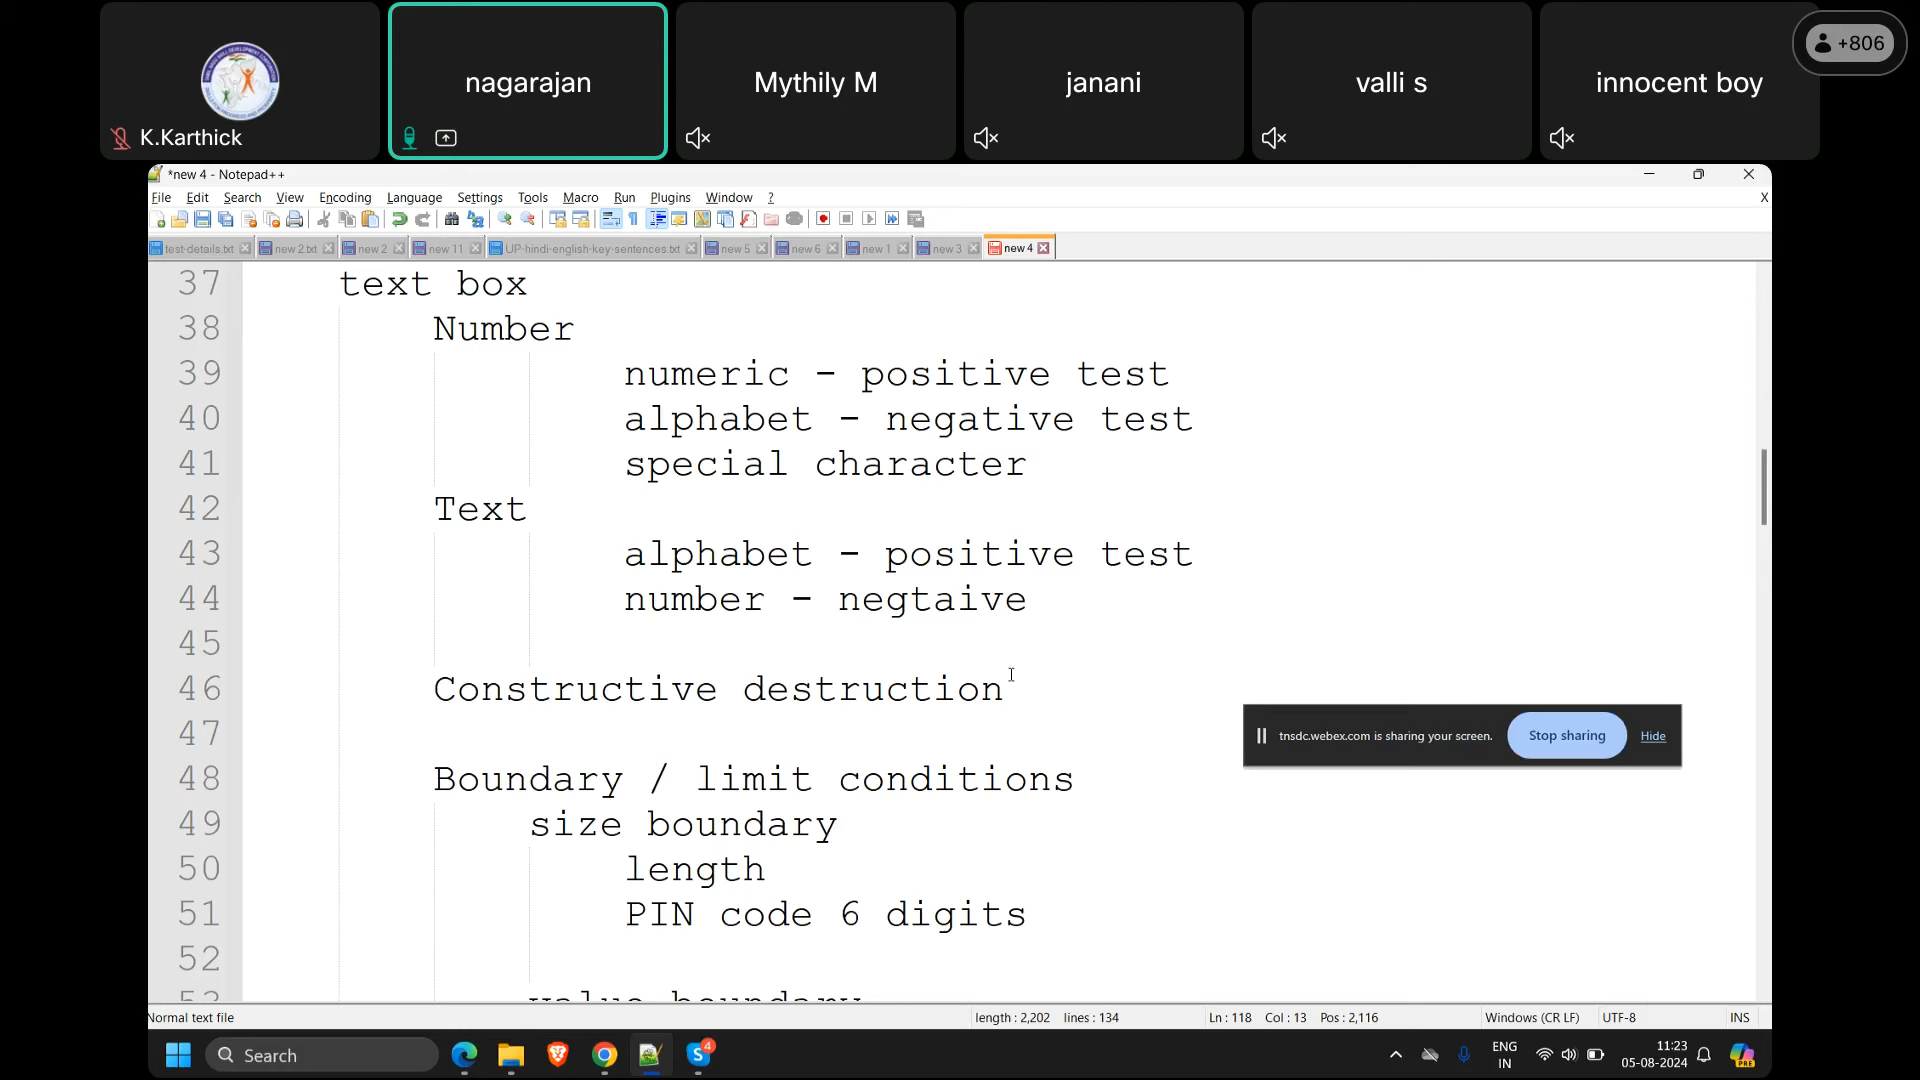 nagarajan
Mythily M
janani
valli s
innocent boy
+806
K.Karthick
*new 4 - Notepad++
File Edit Search View Encoding Language Settings Tools Macro Run Plugins Window ?
X
test-details.txt new 2.txt new 2 new 11 UP-hindi-english-key-sentences.txt new 5 new 6 new 1 new 3 new 4
37 text box
38 Number
39 numeric - positive test
40 alphabet - negative test
41 special character
42 Text
43 alphabet - positive test
44 number - negtaive
45
46 Constructive destruction
47
48 Boundary / limit conditions
49 size boundary
50 length
51 PIN code 6 digits
52
53 value boundary
tnsdc.webex.com is sharing your screen. Stop sharing Hide
Normal text file length : 2,202 lines : 134 Ln : 118 Col : 13 Pos : 2,116 Windows (CR LF) UTF-8 INS
Search
4
ENG
IN
11:23
05-08-2024
PRE